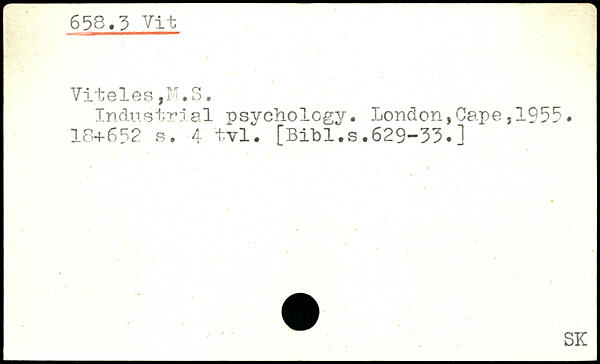 658.3 Vit
Viteles,M.S.
Industrial psychology. London,Cape,1955.
18+652 s. 4 tvl. [Bibl.s.629-33.]
SK